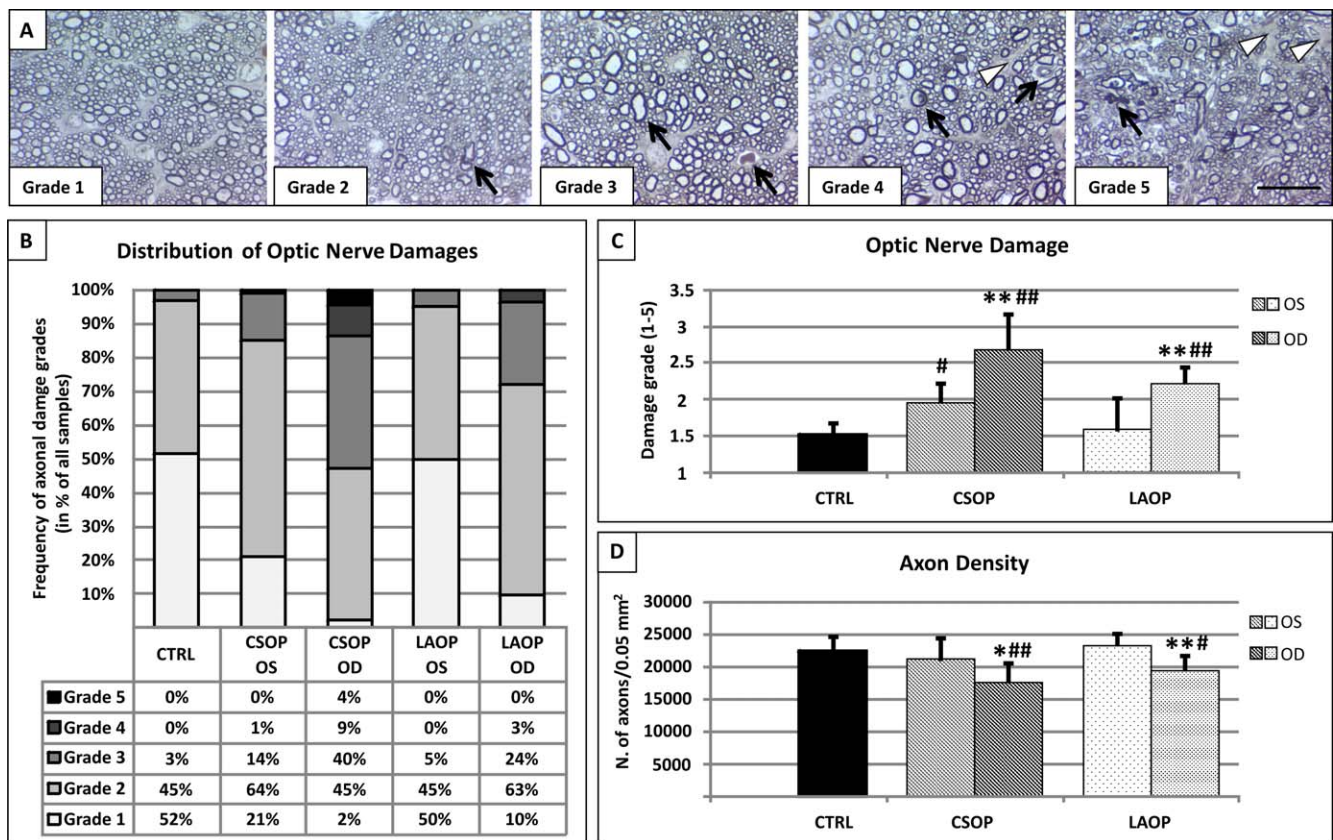 A
Grade 1
Grade 2
Grade 3
Grade 4
Grade 5
B
Distribution of Optic Nerve Damages
Frequency of axonal damge grades
(in % of all samples)
100%
90%
80%
70%
60%
50%
40%
30%
20%
10%
CTRL CSOP OS CSOP OD LAOP OS LAOP OD
Grade 5 0% 0% 4% 0% 0%
Grade 4 0% 1% 9% 0% 3%
Grade 3 3% 14% 40% 5% 24%
Grade 2 45% 64% 45% 45% 63%
Grade 1 52% 21% 2% 50% 10%
C
Optic Nerve Damage
Damage grade (1-5)
3.5
3
2.5
2
1.5
1
#
**##
**##
CTRL CSOP LAOP
OS
OD
D
Axon Density
N. of axons/0.05 mm²
30000
25000
20000
15000
10000
5000
*##
**#
CTRL CSOP LAOP
OS
OD